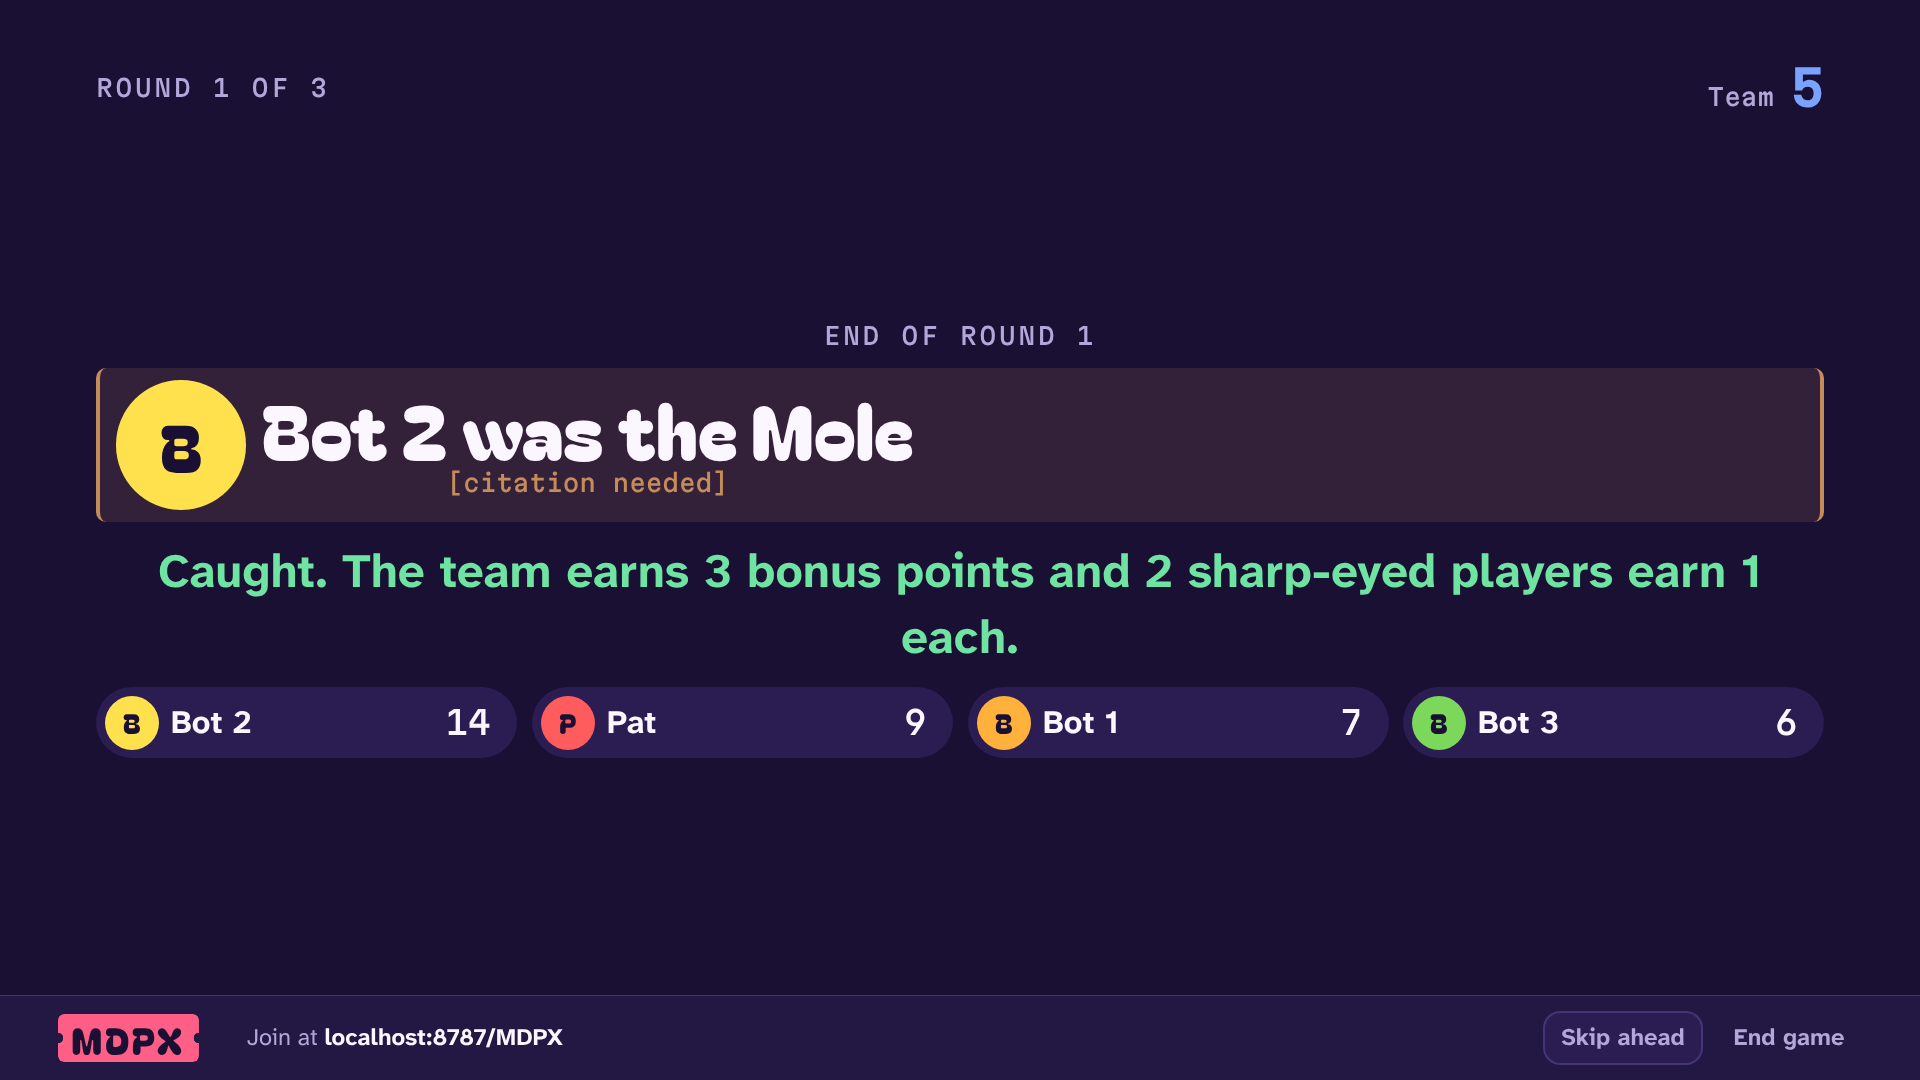 ROUND 1 OF 3
Team 5
END OF ROUND 1
B
Bot 2 was the Mole
[citation needed]
Caught. The team earns 3 bonus points and 2 sharp-eyed players earn 1
each.
B Bot 2 14
P Pat 9
B Bot 1 7
B Bot 3 6
MDPX
Join at localhost:8787/MDPX
Skip ahead
End game